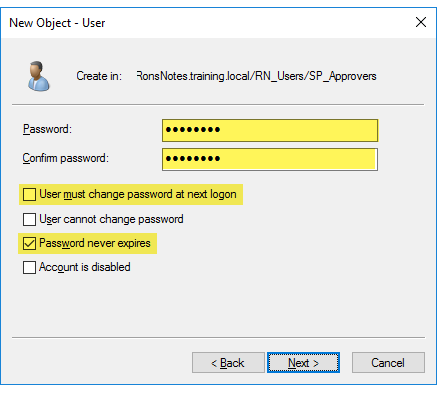 New Object - User
Create in: RonsNotes.training.local/RN_Users/SP_Approvers
Password:
●●●●●●●●
Confirm password:
●●●●●●●●
User must change password at next logon
User cannot change password
Password never expires
Account is disabled
< Back Next > Cancel